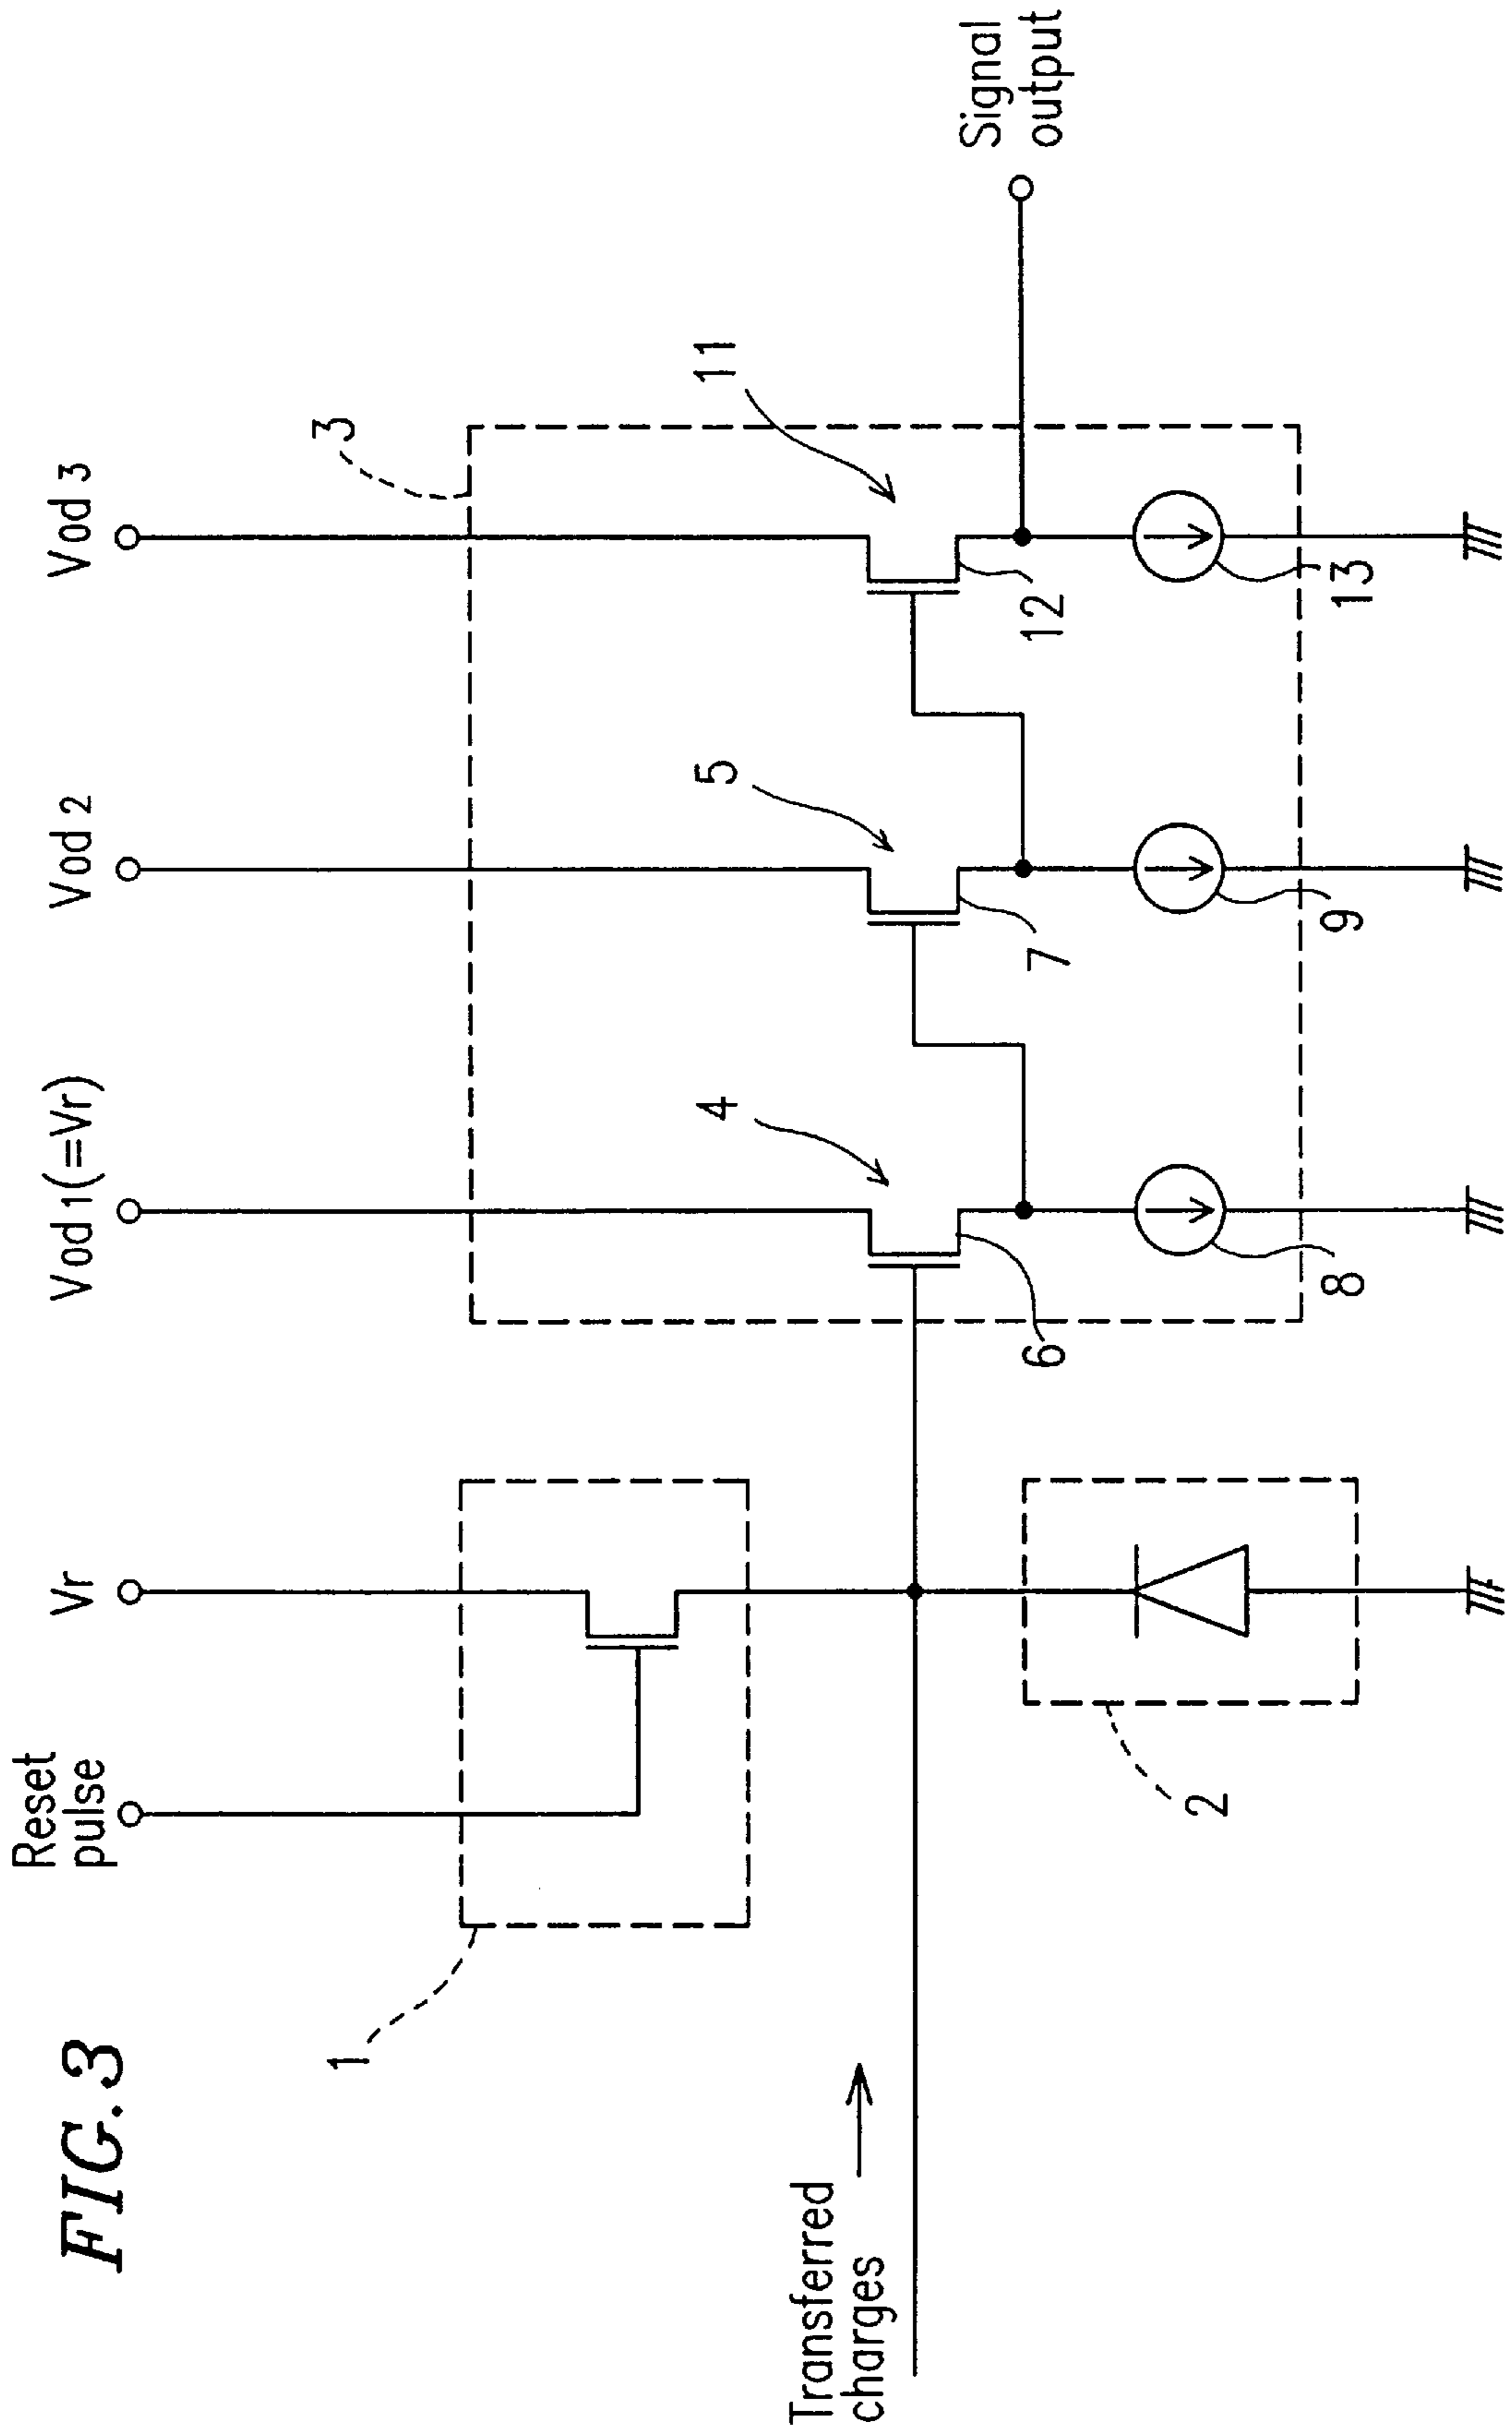 FIG. 3
Reset
pulse
Vr
Vod 1 (=Vr)
Vod 2
Vod 3
1
3
4
5
11
Transferred
charges
2
6
7
12
8
9
13
Signal
output